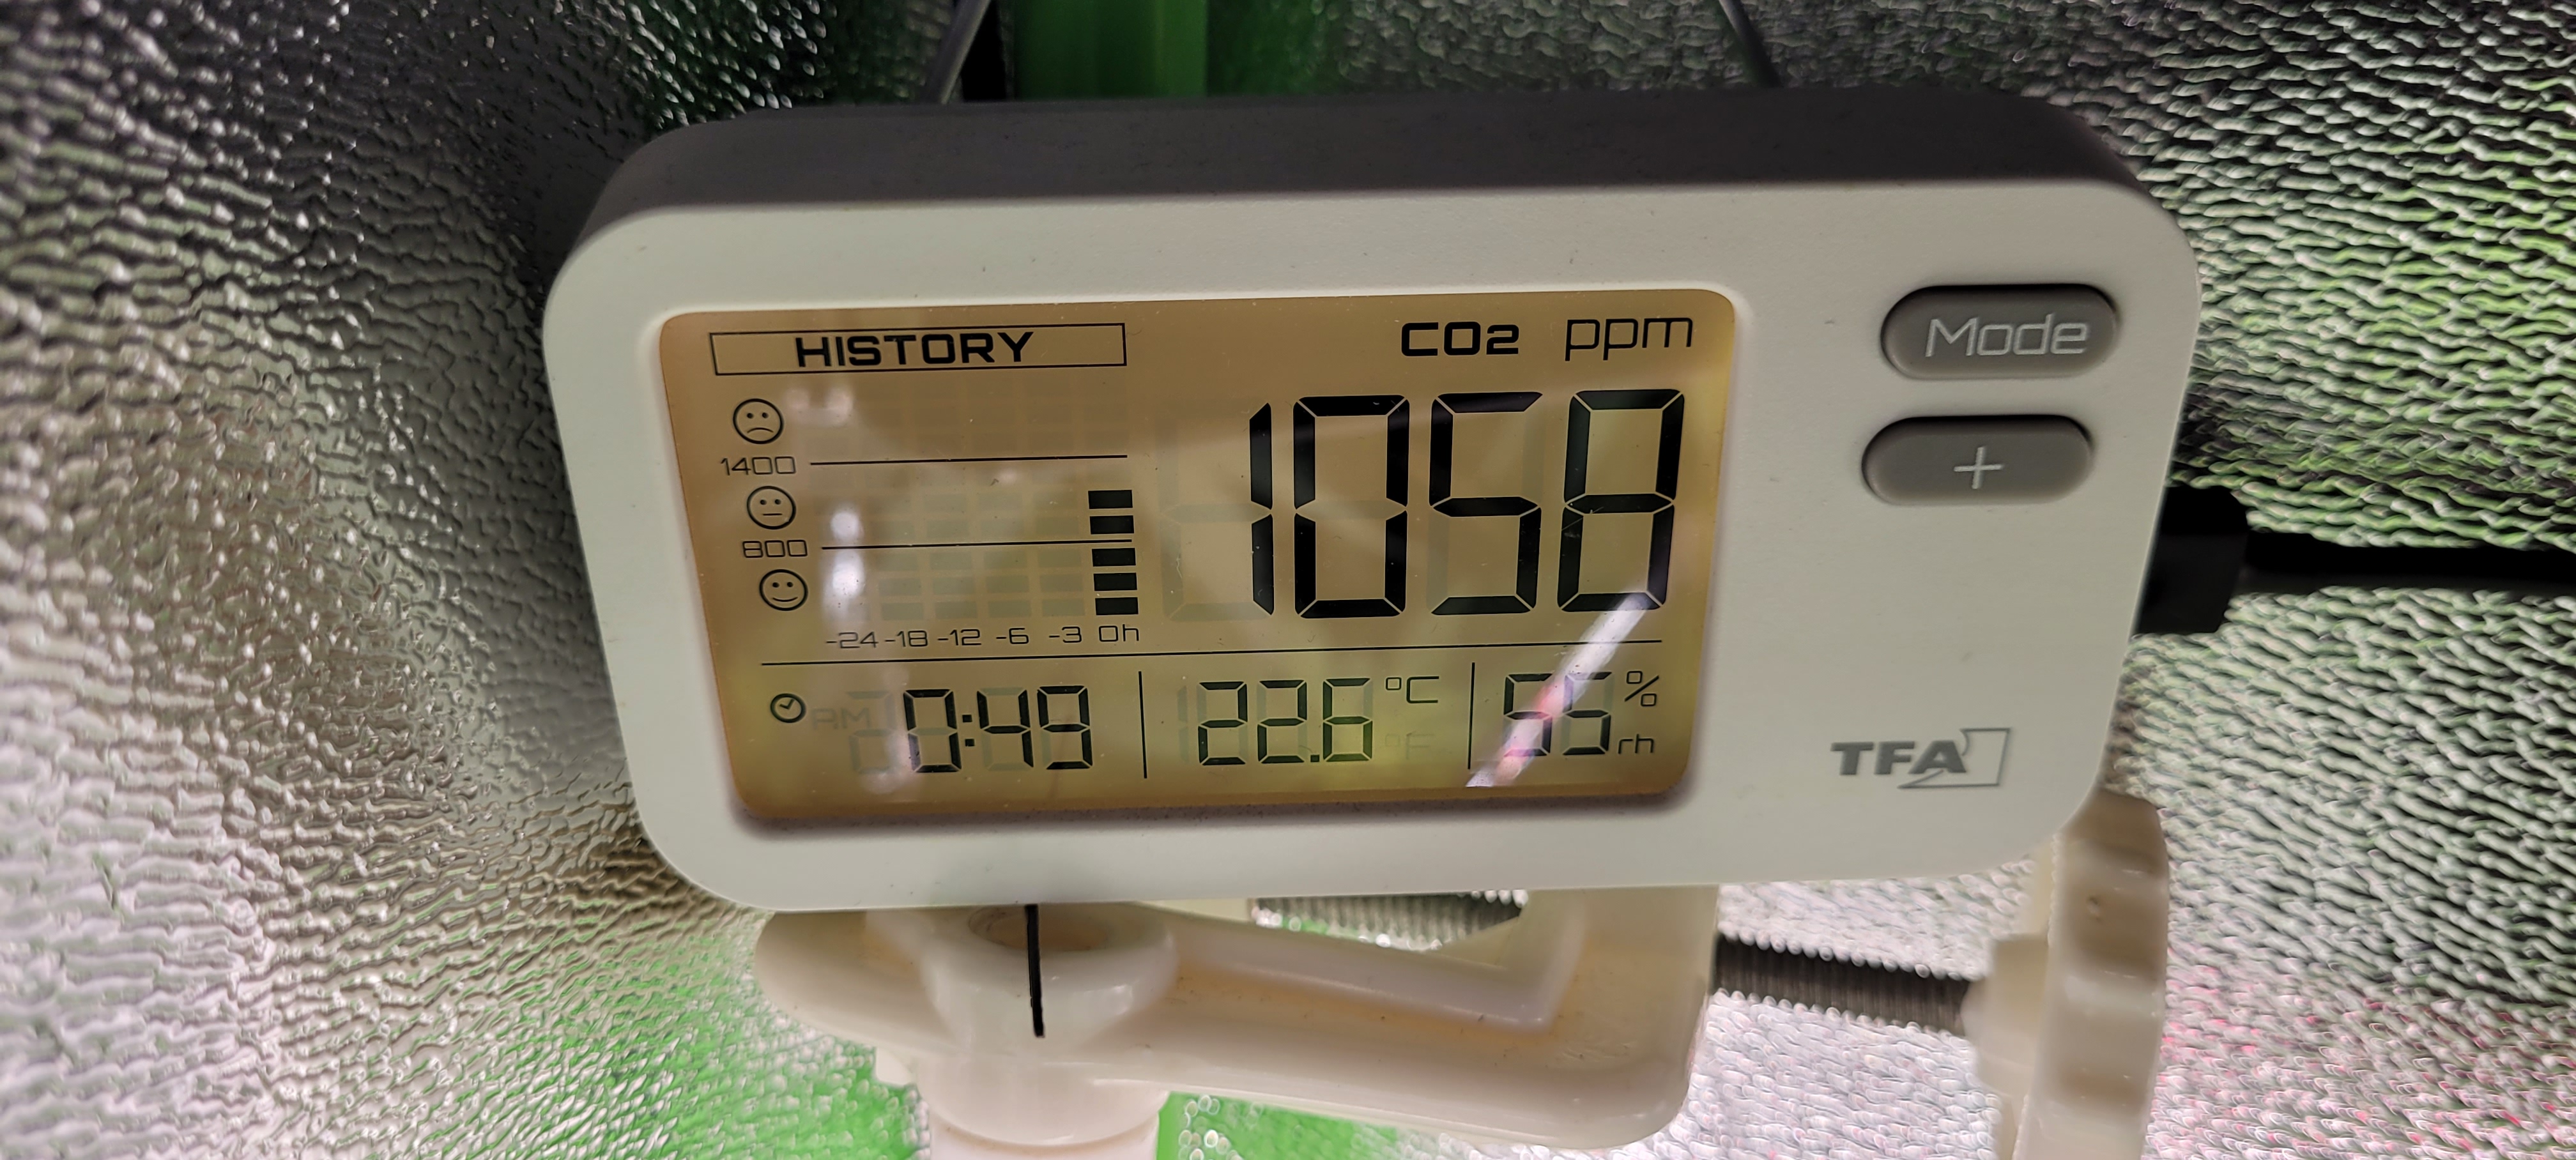 HISTORY
CO2 ppm
1400
1058
800
-24 -18 -12 -6 -3 0h
0:49
22.6 °C
55 % rh
Mode
+
TFA